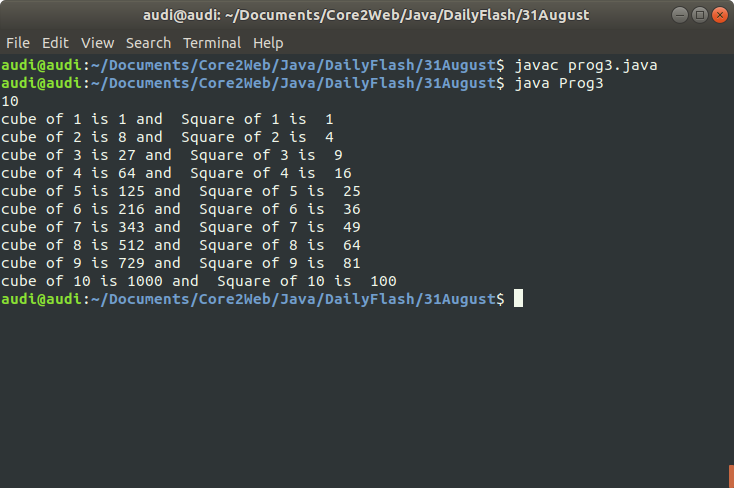 audi@audi: ~/Documents/Core2Web/Java/DailyFlash/31August
File Edit View Search Terminal Help
audi@audi:~/Documents/Core2Web/Java/DailyFlash/31August$ javac prog3.java
audi@audi:~/Documents/Core2Web/Java/DailyFlash/31August$ java Prog3
10
cube of 1 is 1 and  Square of 1 is  1
cube of 2 is 8 and  Square of 2 is  4
cube of 3 is 27 and  Square of 3 is  9
cube of 4 is 64 and  Square of 4 is  16
cube of 5 is 125 and  Square of 5 is  25
cube of 6 is 216 and  Square of 6 is  36
cube of 7 is 343 and  Square of 7 is  49
cube of 8 is 512 and  Square of 8 is  64
cube of 9 is 729 and  Square of 9 is  81
cube of 10 is 1000 and  Square of 10 is  100
audi@audi:~/Documents/Core2Web/Java/DailyFlash/31August$